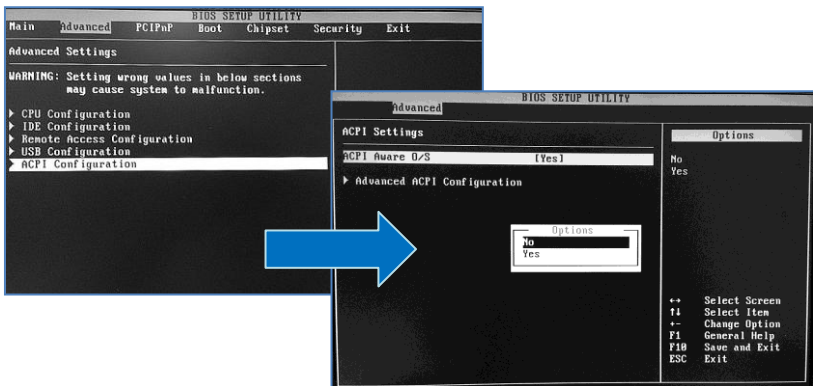 BIOS SETUP UTILITY
Main Advanced PCIPnP Boot Chipset Security Exit
Advanced Settings
WARNING: Setting wrong values in below sections
may cause system to malfunction.
CPU Configuration
IDE Configuration
Remote Access Configuration
USB Configuration
ACPI Configuration
BIOS SETUP UTILITY
Advanced
ACPI Settings
ACPI Aware O/S [Yes]
Advanced ACPI Configuration
Options
No
Yes
Options
No
Yes
↔ Select Screen
↑↓ Select Item
+- Change Option
F1 General Help
F10 Save and Exit
ESC Exit